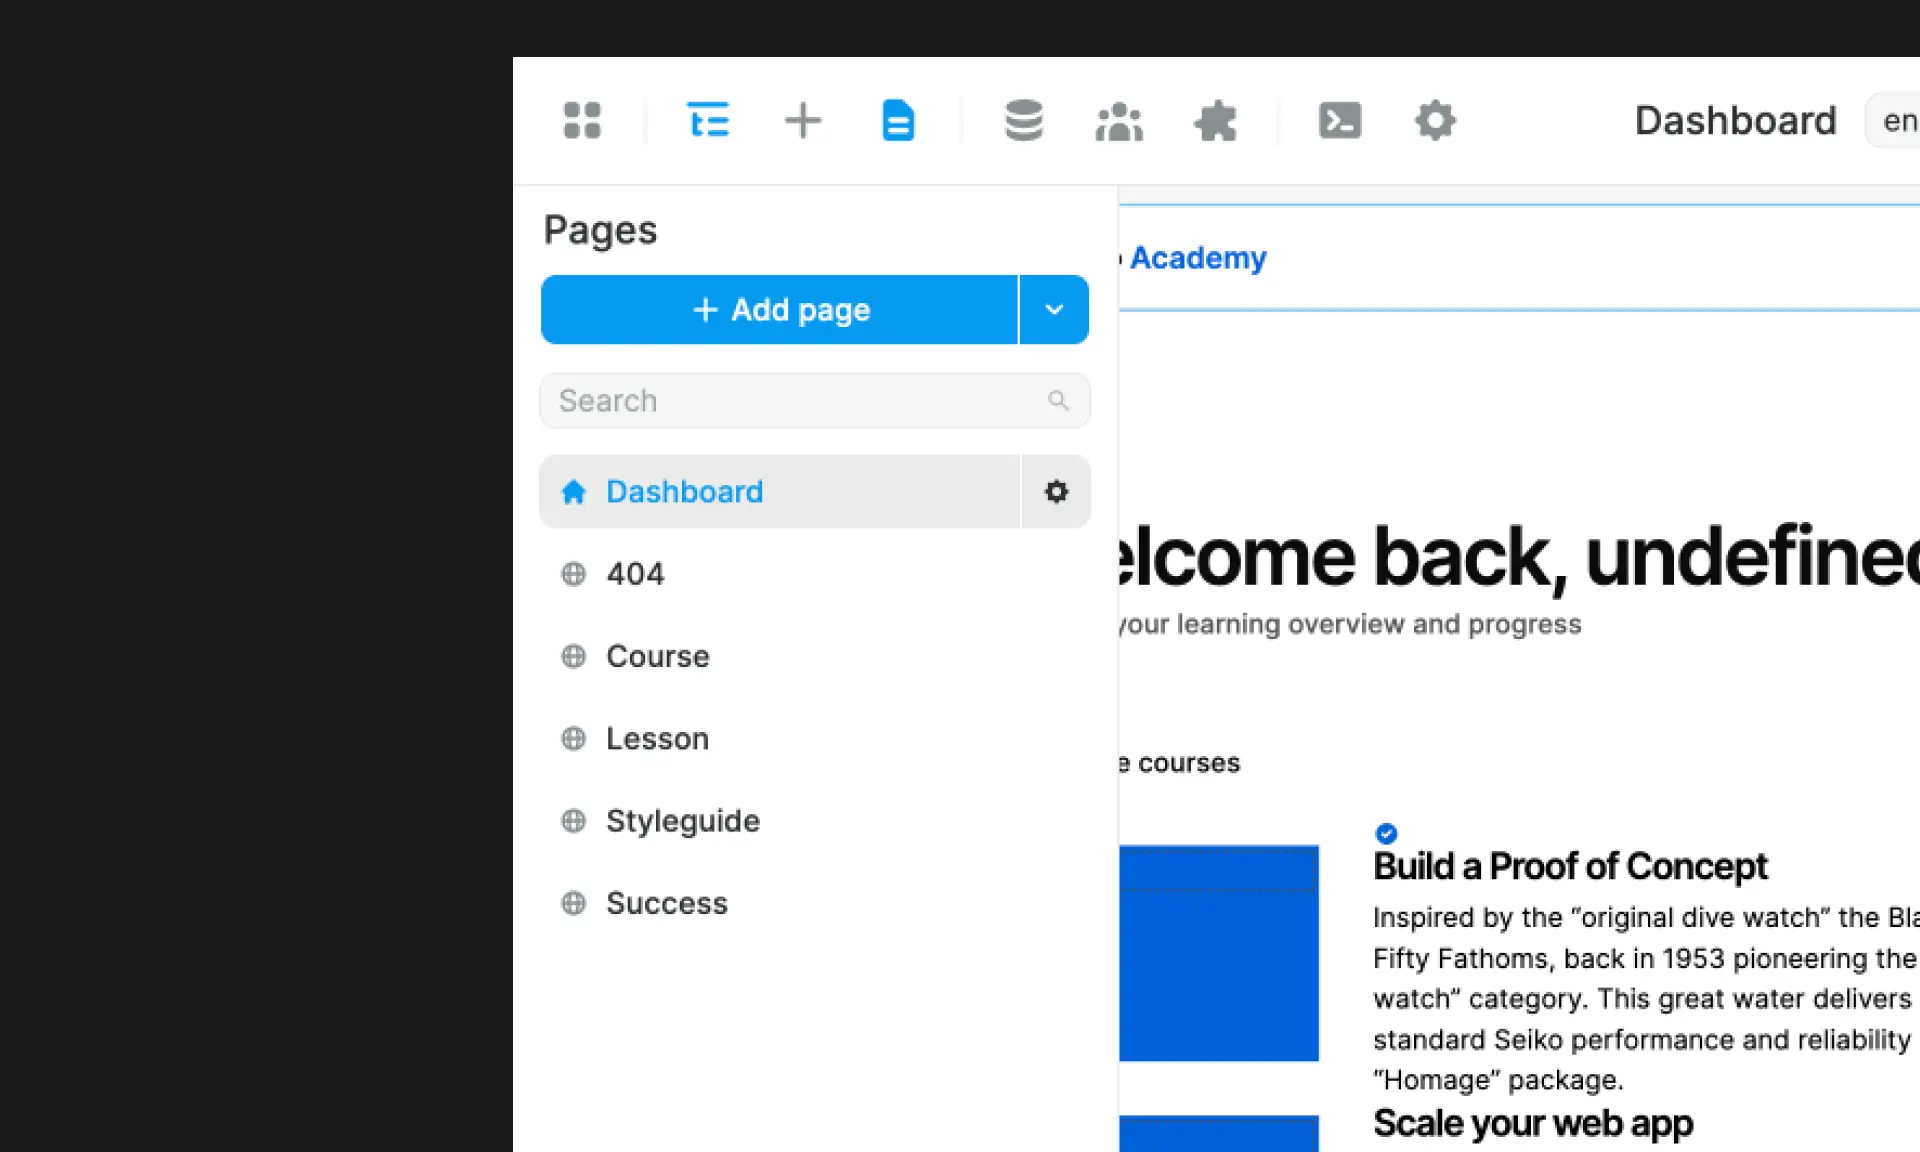 Dashboard en
Pages
Add page
Search
Dashboard
404
Course
Lesson
Styleguide
Success
Academy
elcome back, undefined
your learning overview and progress
e courses
Build a Proof of Concept
Inspired by the “original dive watch” the Bla
Fifty Fathoms, back in 1953 pioneering the
watch” category. This great water delivers
standard Seiko performance and reliability
“Homage” package.
Scale your web app